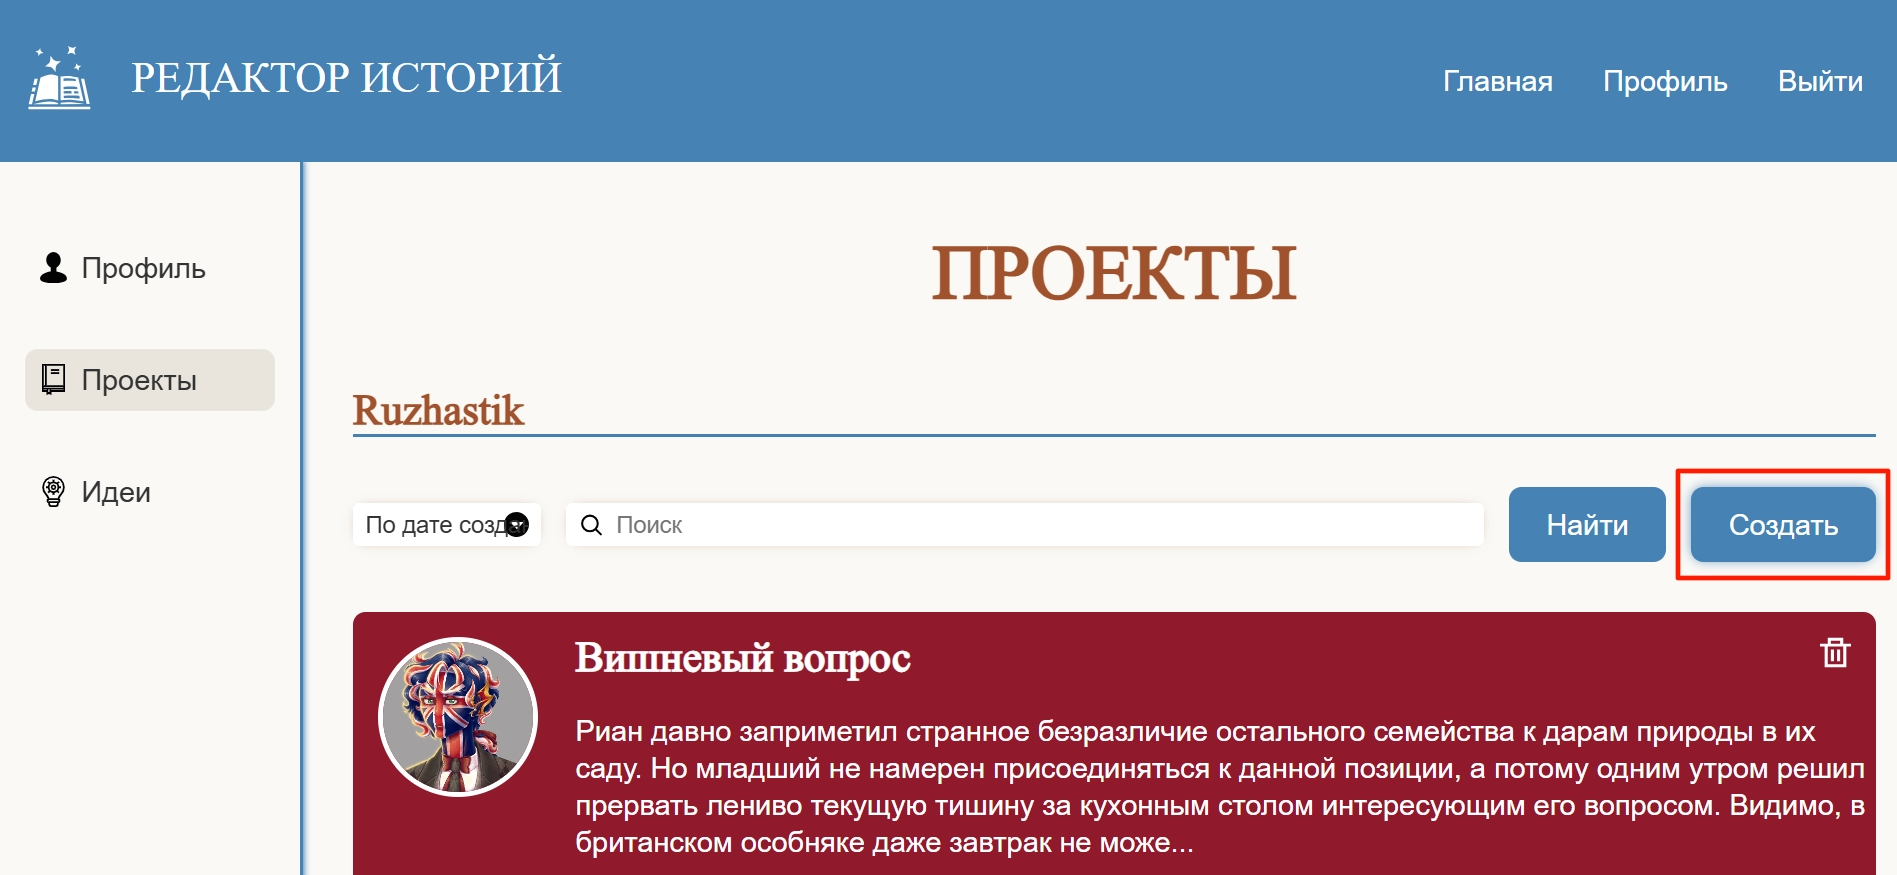 РЕДАКТОР ИСТОРИЙ
Главная Профиль Выйти
Профиль
Проекты
Идеи
ПРОЕКТЫ
Ruzhastik
По дате созда
Поиск
Найти
Создать
Вишневый вопрос
Риан давно заприметил странное безразличие остального семейства к дарам природы в их
саду. Но младший не намерен присоединяться к данной позиции, а потому одним утром решил
прервать лениво текущую тишину за кухонным столом интересующим его вопросом. Видимо, в
британском особняке даже завтрак не може...